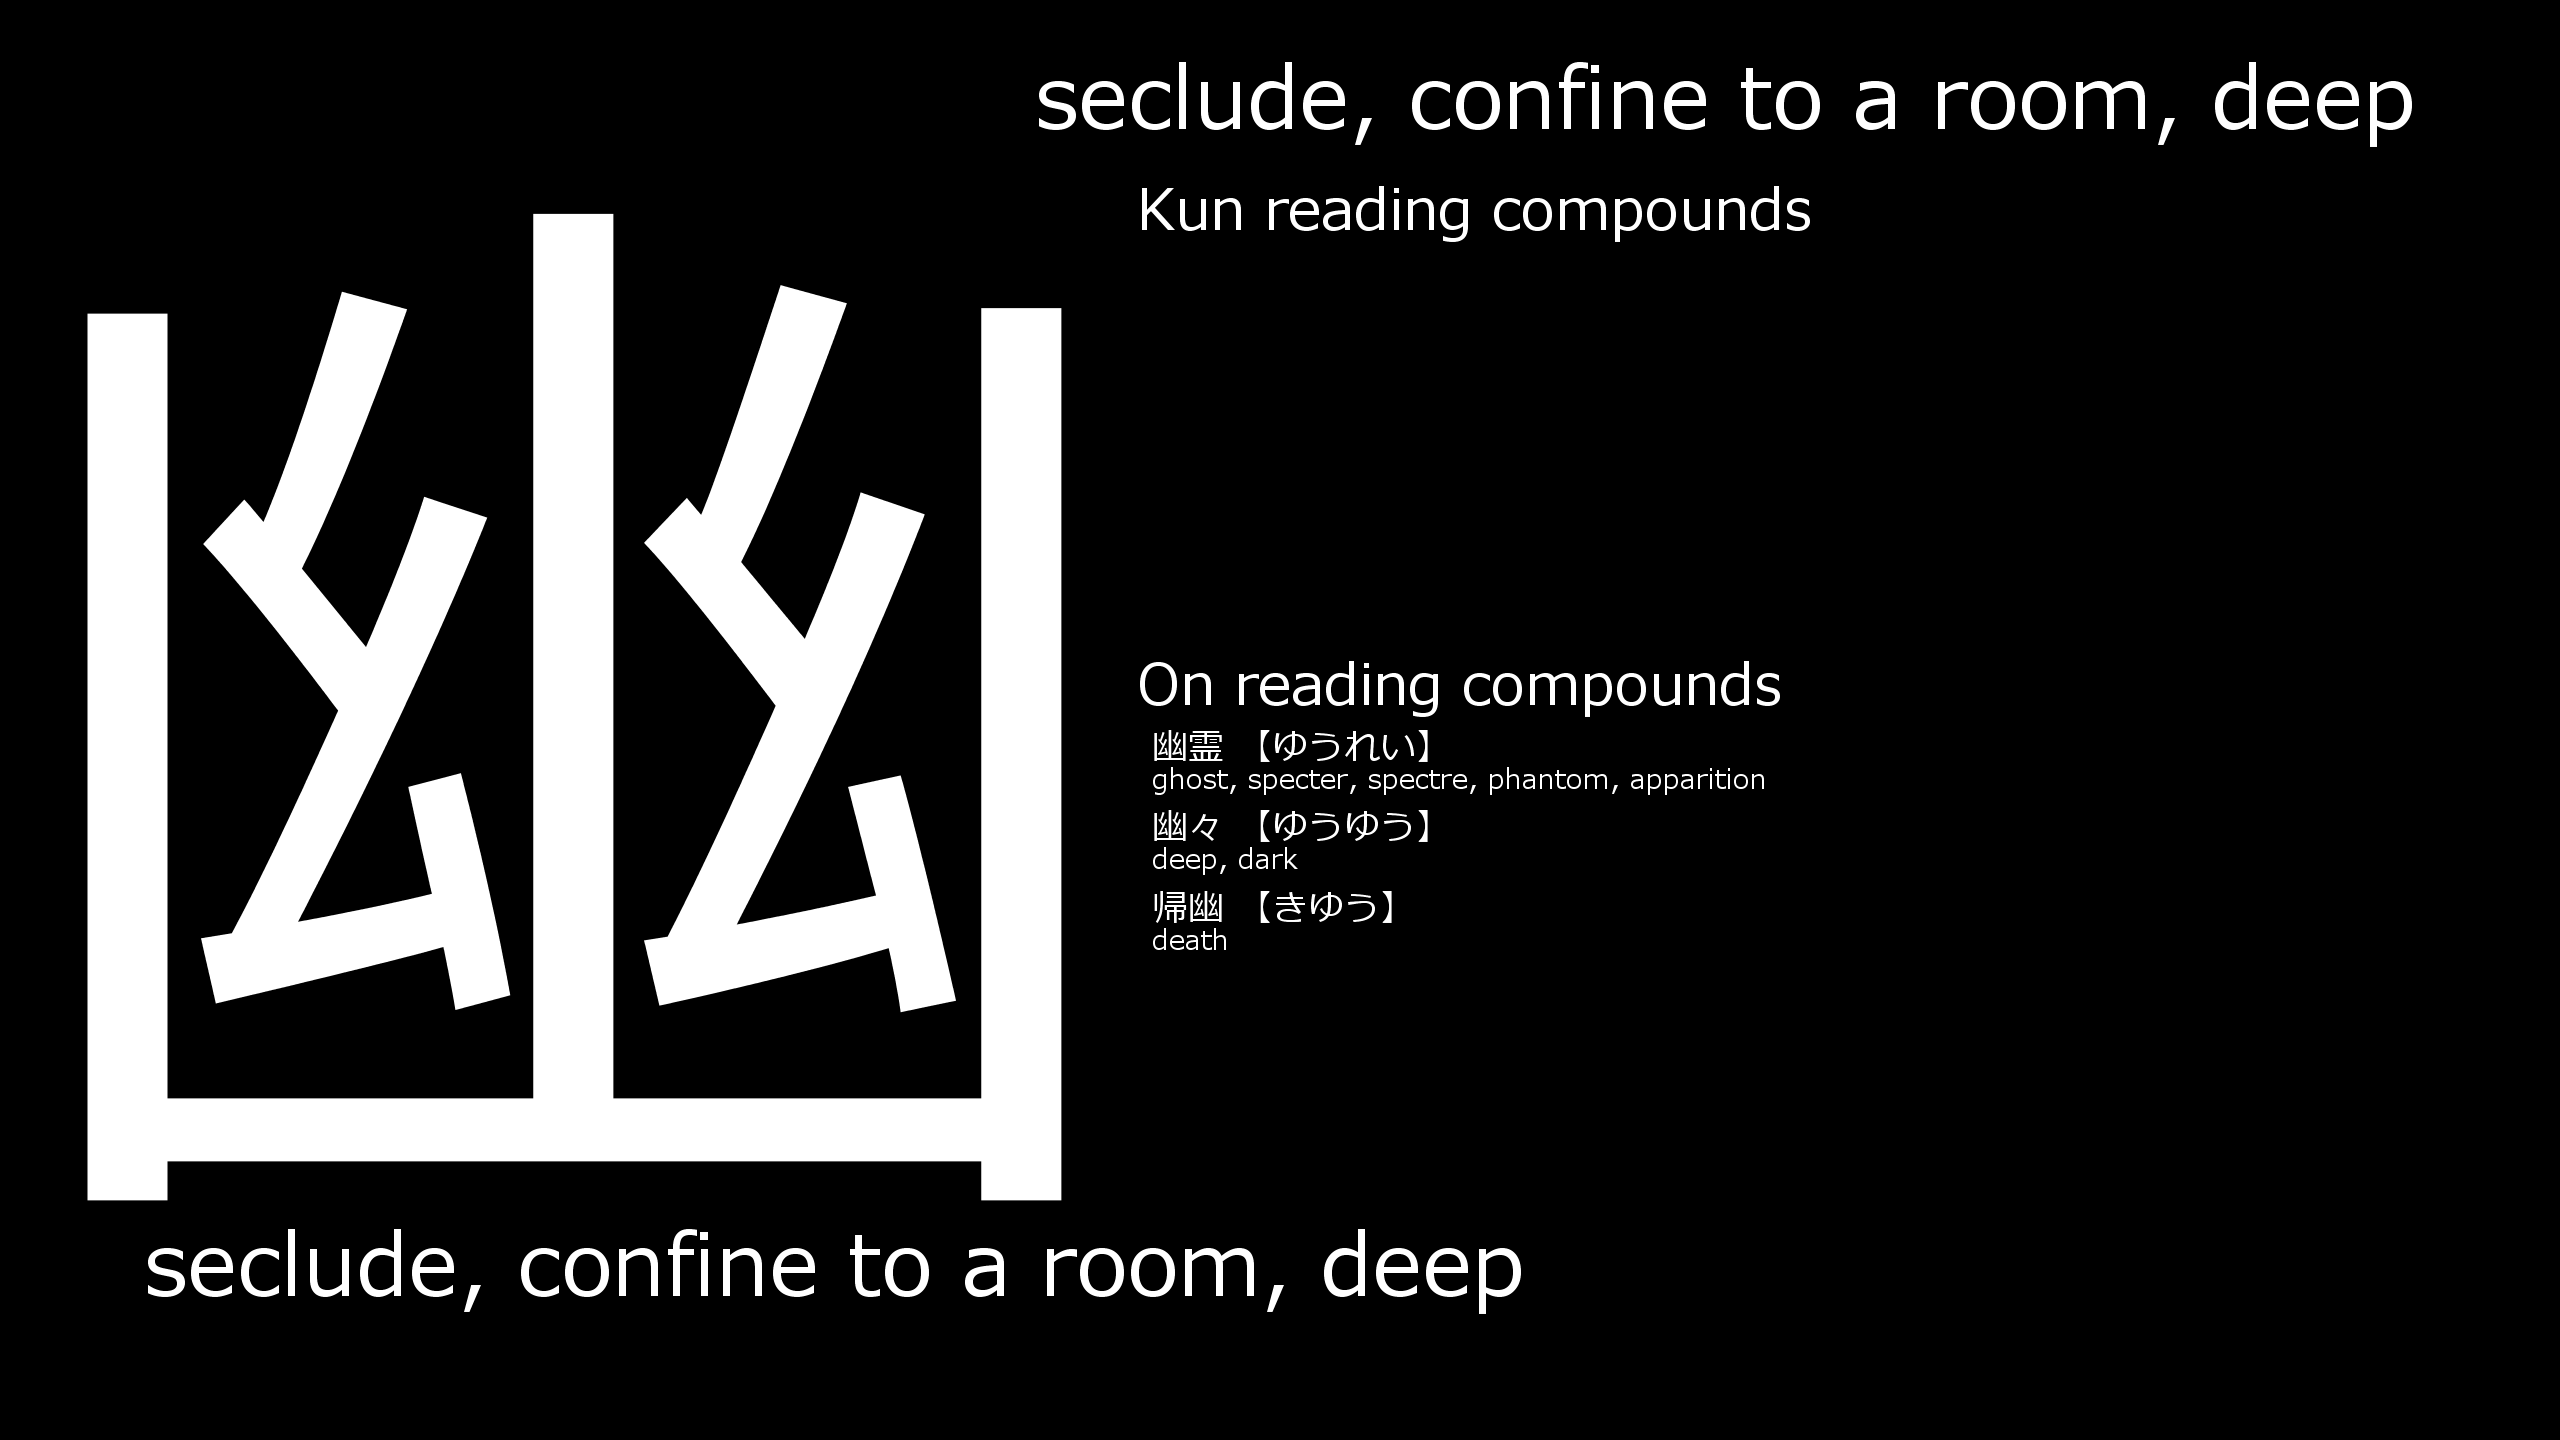 seclude, confine to a room, deep
Kun reading compounds
幽
On reading compounds
幽霊 【ゆうれい】
ghost, specter, spectre, phantom, apparition
幽々 【ゆうゆう】
deep, dark
帰幽 【きゆう】
death
seclude, confine to a room, deep